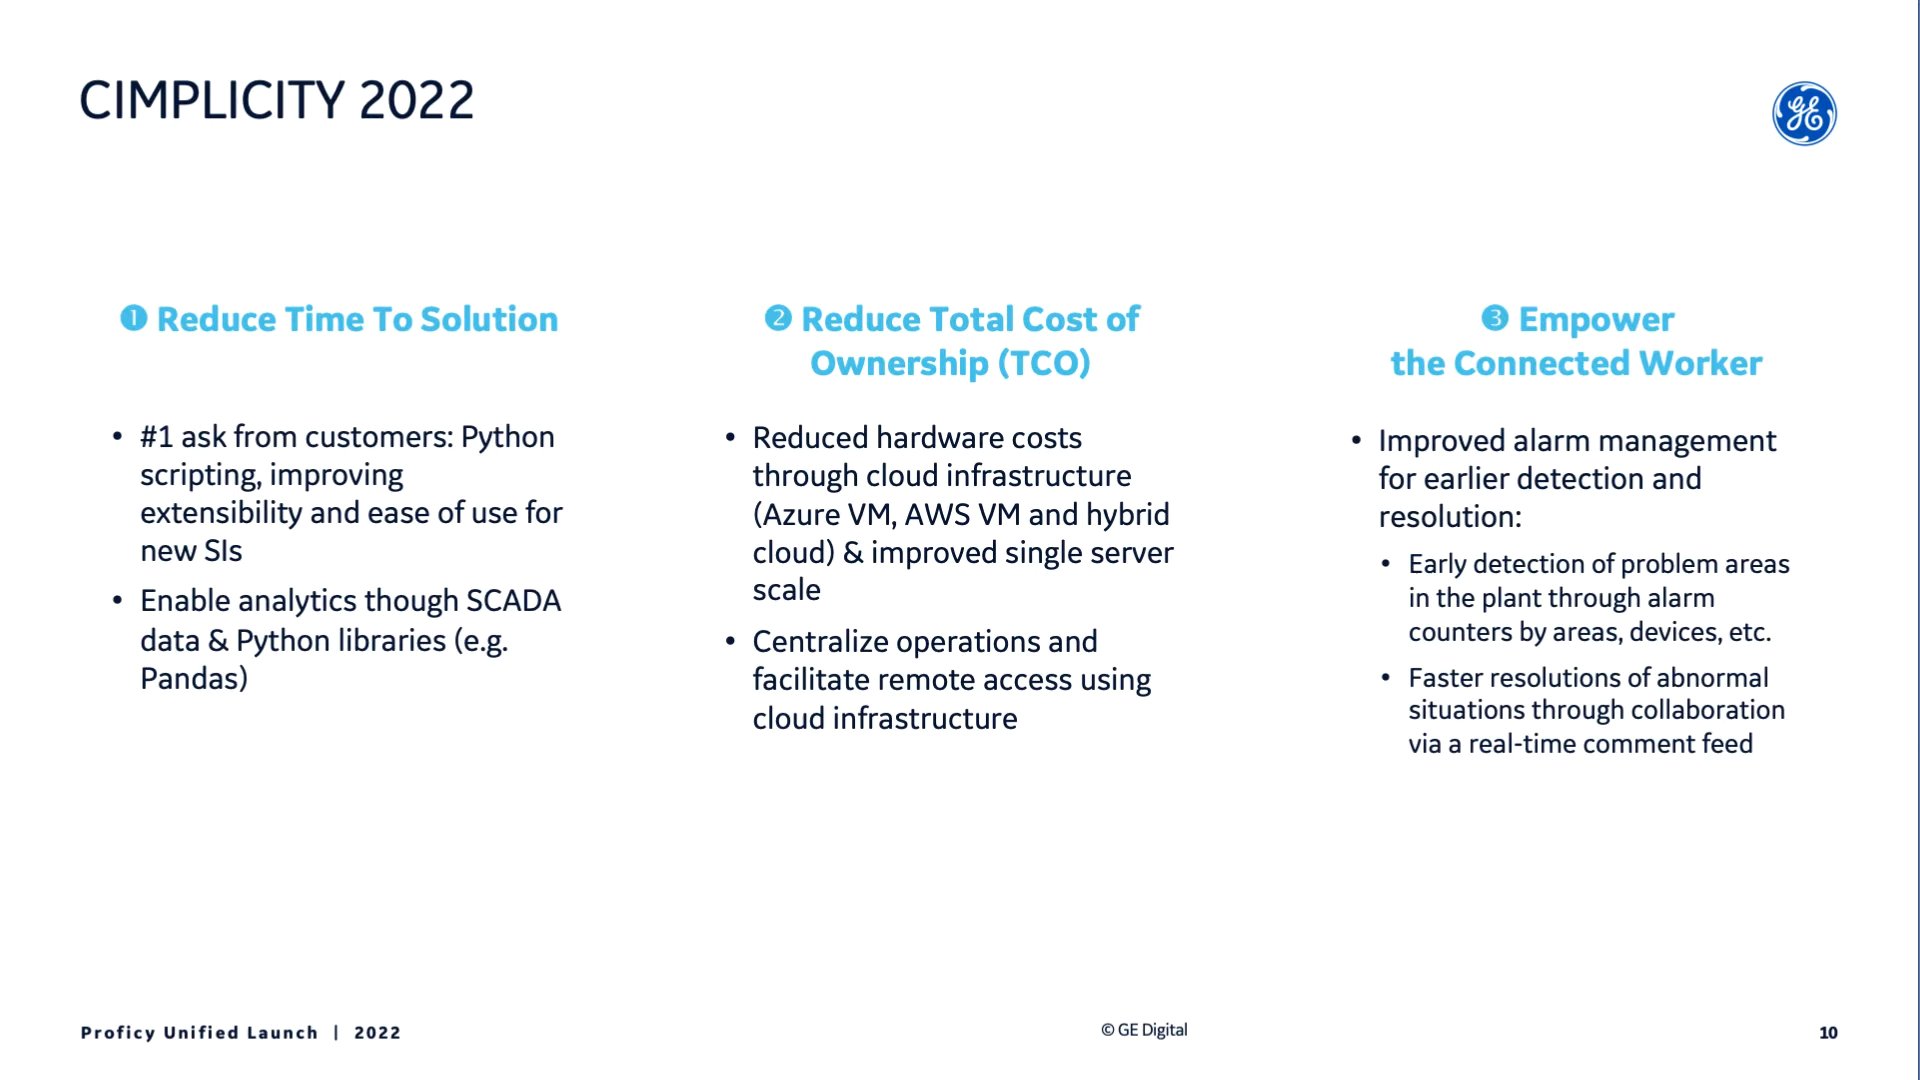 CIMPLICITY 2022
GE
❶ Reduce Time To Solution
• #1 ask from customers: Python
scripting, improving
extensibility and ease of use for
new SIs
• Enable analytics though SCADA
data & Python libraries (e.g.
Pandas)
❷ Reduce Total Cost of
Ownership (TCO)
• Reduced hardware costs
through cloud infrastructure
(Azure VM, AWS VM and hybrid
cloud) & improved single server
scale
• Centralize operations and
facilitate remote access using
cloud infrastructure
❸ Empower
the Connected Worker
• Improved alarm management
for earlier detection and
resolution:
• Early detection of problem areas
in the plant through alarm
counters by areas, devices, etc.
• Faster resolutions of abnormal
situations through collaboration
via a real-time comment feed
Proficy Unified Launch | 2022
© GE Digital
10